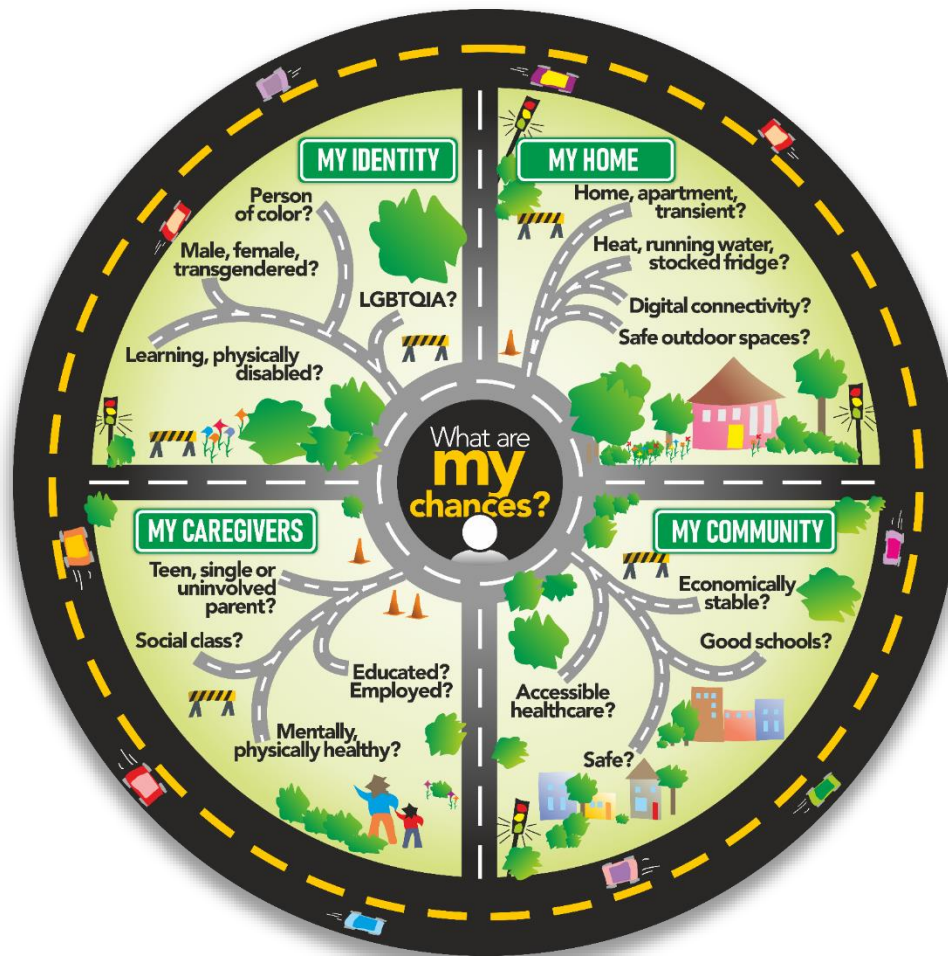 MY IDENTITY
Person
of color?
Male, female,
transgendered?
LGBTQIA?
Learning, physically
disabled?
MY HOME
Home, apartment,
transient?
Heat, running water,
stocked fridge?
Digital connectivity?
Safe outdoor spaces?
What are
my
chances?
MY CAREGIVERS
Teen, single or
uninvolved
parent?
Social class?
Educated?
Employed?
Mentally,
physically healthy?
MY COMMUNITY
Economically
stable?
Good schools?
Accessible
healthcare?
Safe?